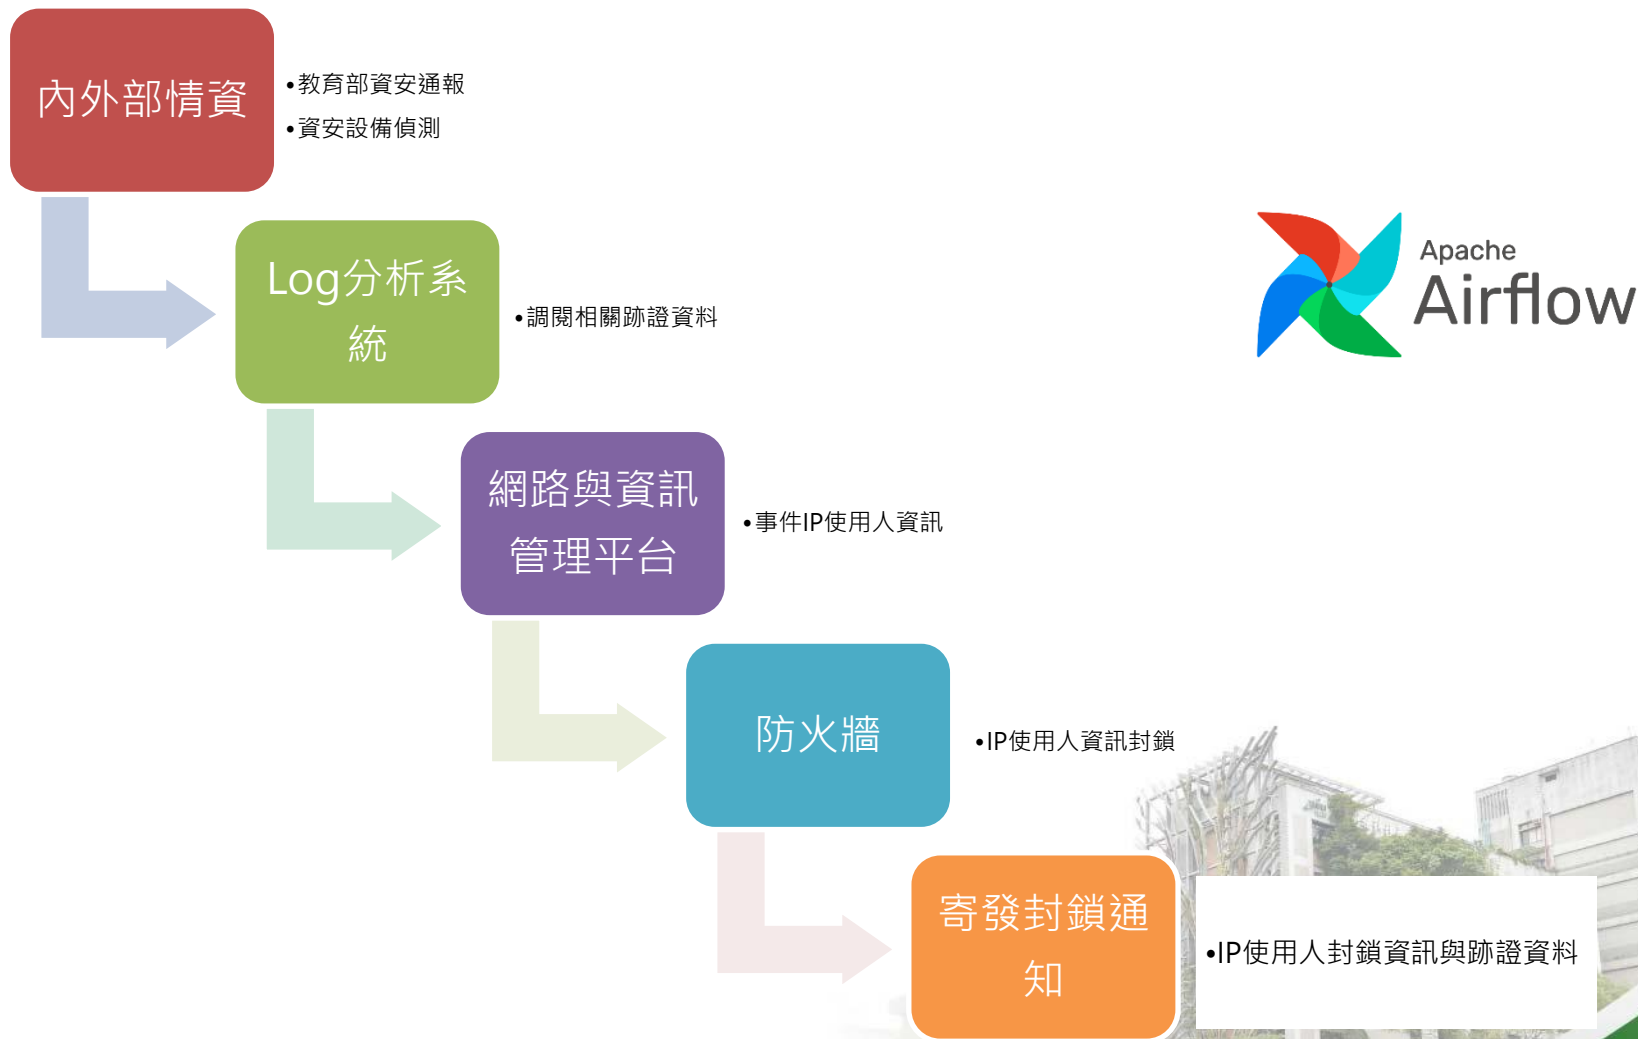 內外部情資
•教育部資安通報
•資安設備偵測
Log分析系
統
•調閱相關跡證資料
Apache
Airflow
網路與資訊
管理平台
•事件IP使用人資訊
防火牆
•IP使用人資訊封鎖
寄發封鎖通
知
•IP使用人封鎖資訊與跡證資料